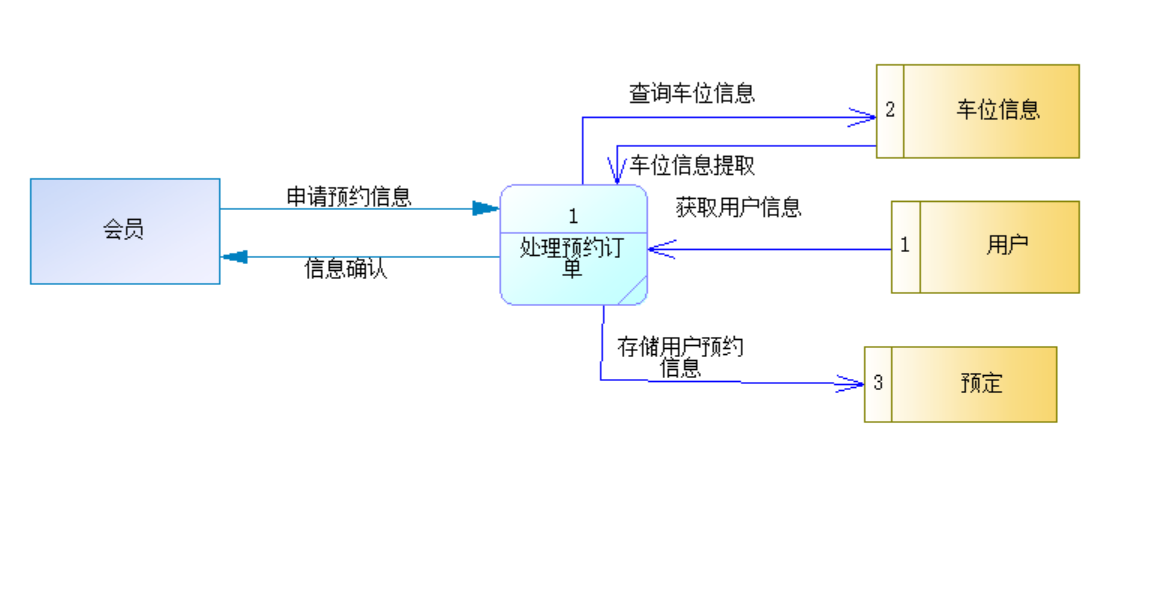 查询车位信息
2
车位信息
车位信息提取
申请预约信息
会员
信息确认
1
处理预约订
单
获取用户信息
1
用户
存储用户预约
信息
3
预定